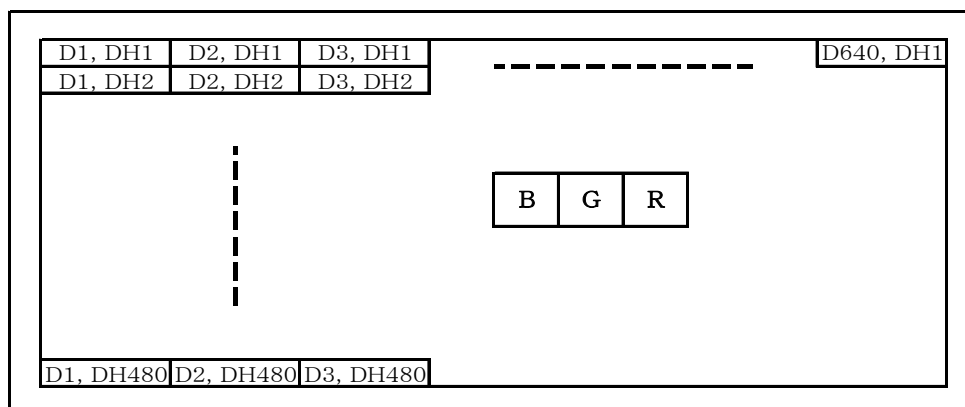 D1, DH1 D2, DH1 D3, DH1 D640, DH1
D1, DH2 D2, DH2 D3, DH2
B G R
D1, DH480 D2, DH480 D3, DH480